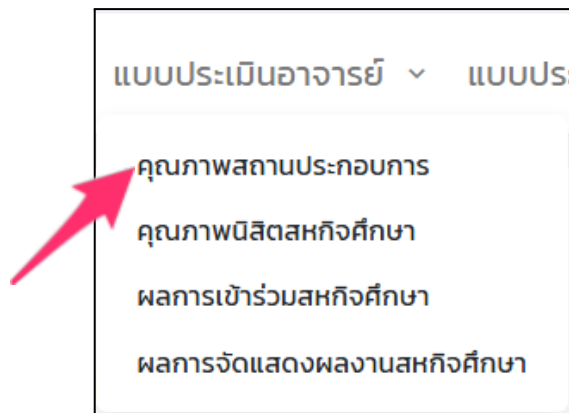 แบบประเมินอาจารย์ แบบประ
คุณภาพสถานประกอบการ
คุณภาพนิสิตสหกิจศึกษา
ผลการเข้าร่วมสหกิจศึกษา
ผลการจัดแสดงผลงานสหกิจศึกษา